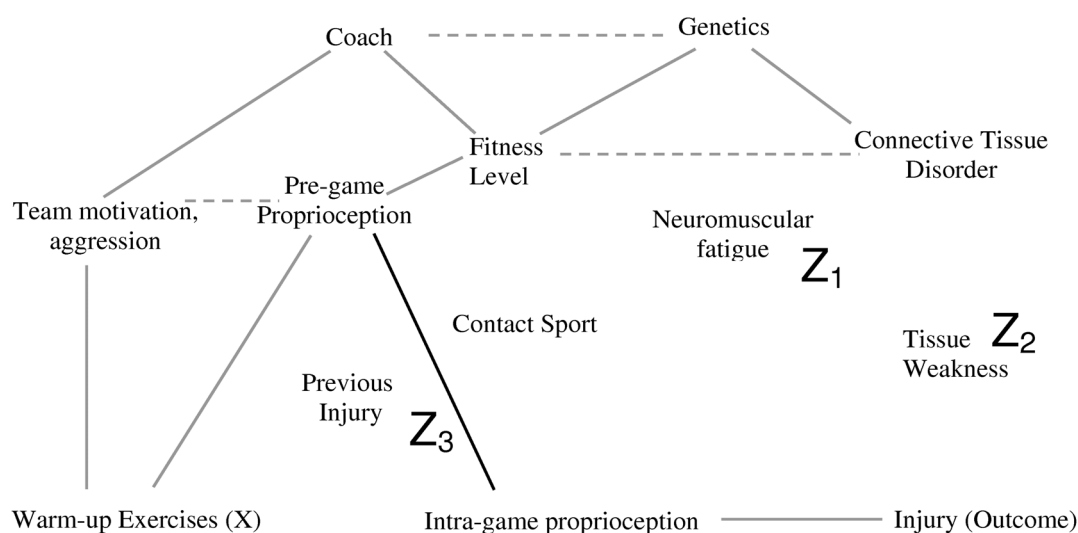 Coach
Genetics
Fitness
Level
Connective Tissue
Disorder
Pre-game
Proprioception
Team motivation,
aggression
Neuromuscular
fatigue
Z1
Contact Sport
Tissue
Weakness
Z2
Previous
Injury
Z3
Warm-up Exercises (X)
Intra-game proprioception
Injury (Outcome)